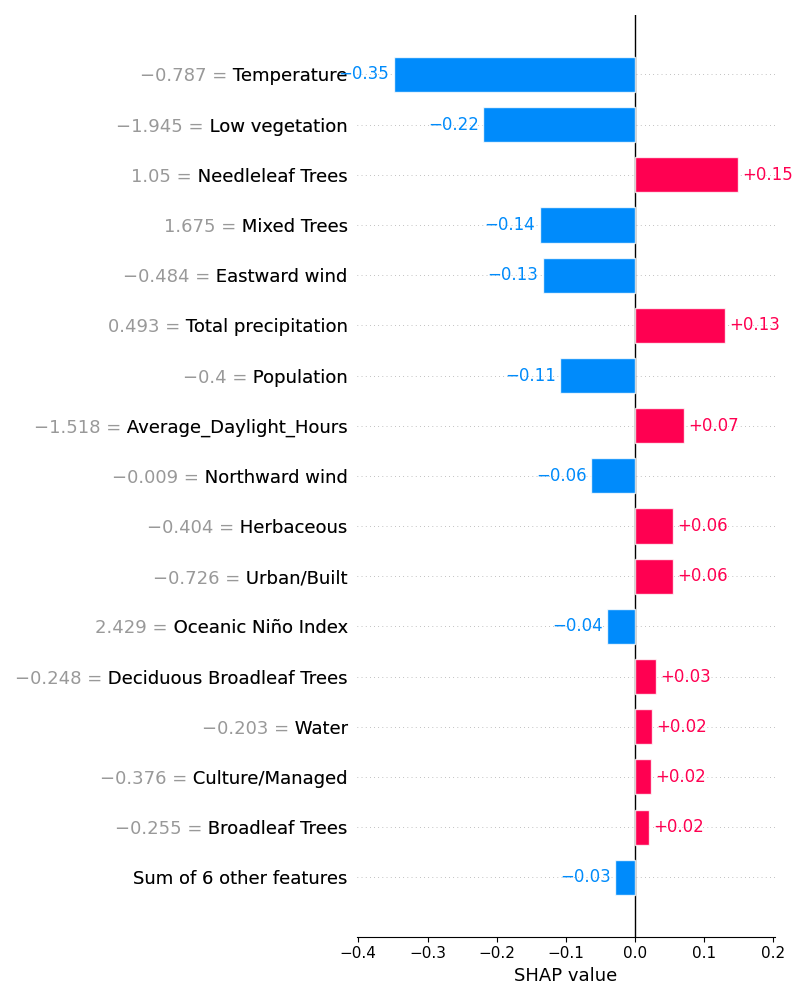 −0.787 = Temperature −0.35
−1.945 = Low vegetation −0.22
1.05 = Needleleaf Trees +0.15
1.675 = Mixed Trees −0.14
−0.484 = Eastward wind −0.13
0.493 = Total precipitation +0.13
−0.4 = Population −0.11
−1.518 = Average_Daylight_Hours +0.07
−0.009 = Northward wind −0.06
−0.404 = Herbaceous +0.06
−0.726 = Urban/Built +0.06
2.429 = Oceanic Niño Index −0.04
−0.248 = Deciduous Broadleaf Trees +0.03
−0.203 = Water +0.02
−0.376 = Culture/Managed +0.02
−0.255 = Broadleaf Trees +0.02
Sum of 6 other features −0.03
−0.4 −0.3 −0.2 −0.1 0.0 0.1 0.2
SHAP value